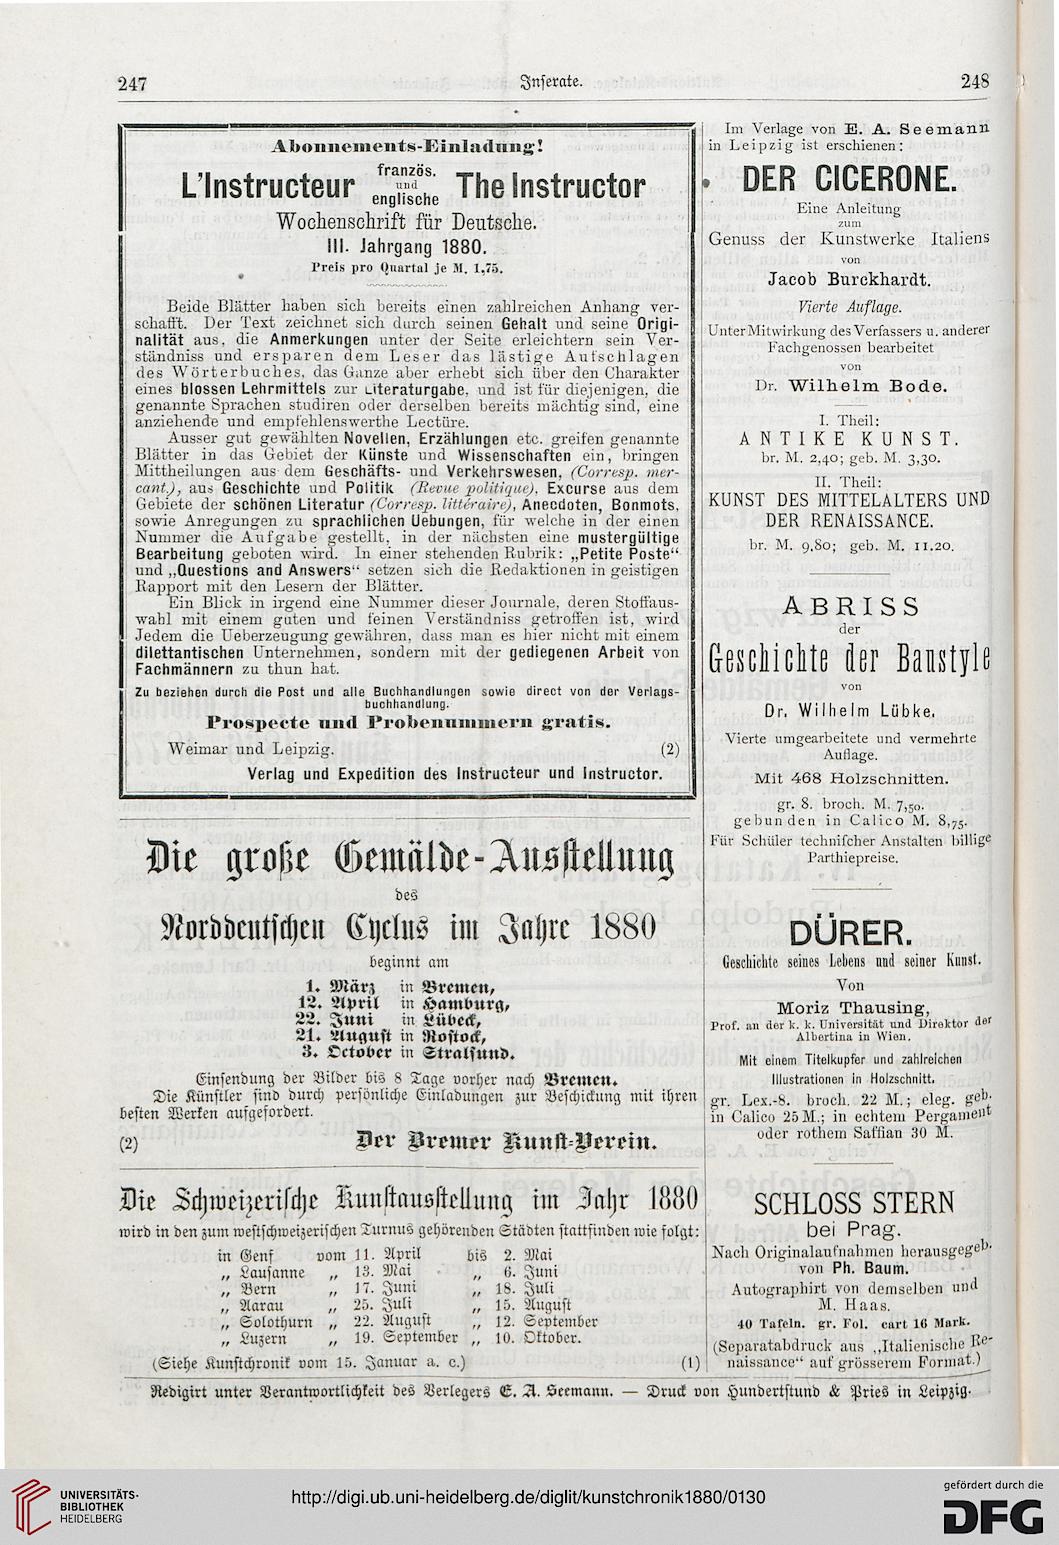 247
Inserate.
248
Abonnements-Einladung!
L'Instructeur französ. und englische The Instructor
Wochenschrift für Deutsche.
III. Jahrgang 1880.
Preis pro Quartal je M. 1,75.
Beide Blätter haben sich bereits einen zahlreichen Anhang ver-
schafft. Der Text zeichnet sich durch seinen Gehalt und seine Origi-
nalität aus, die Anmerkungen unter der Seite erleichtern sein Ver-
ständniss und ersparen dem Leser das lästige Aufschlagen
des Wörterbuches, das Ganze aber erhebt sich über den Charakter
eines blossen Lehrmittels zur Literaturgabe, und ist für diejenigen, die
genannte Sprachen studiren oder derselben bereits mächtig sind, eine
anziehende und empfehlenswerthe Lectüre.
Ausser gut gewählten Novellen, Erzählungen etc. greifen genannte
Blätter in das Gebiet der Künste und Wissenschaften ein, bringen
Mittheilungen aus dem Geschäfts- und Verkehrswesen, (Corresp. mer-
cant.), aus Geschichte und Politik (Revue politique), Excurse aus dem
Gebiete der schönen Literatur (Corresp. littéraire), Anecdoten, Bonmots,
sowie Anregungen zu sprachlichen Uebungen, für welche in der einen
Nummer die Aufgabe gestellt, in der nächsten eine mustergültige
Bearbeitung geboten wird. In einer stehenden Rubrik: „Petite Poste“
und „Questions and Answers“ setzen sich die Redaktionen in geistigen
Rapport mit den Lesern der Blätter.
Ein Blick in irgend eine Nummer dieser Journale, deren Stoffaus-
wahl mit einem guten und feinen Verständniss getroffen ist, wird
Jedem die Ueberzeugung gewähren, dass man es hier nicht mit einem
dilettantischen Unternehmen, sondern mit der gediegenen Arbeit von
Fachmännern zu thun hat.
Zu beziehen durch die Post und alle Buchhandlungen sowie direct von der Verlags-
buchhandlung.
Prospecte und Probenummern gratis.
Weimar und Leipzig. (2)
Verlag und Expedition des Instructeur und Instructor.
Die große Gemälde-Ausstellung
des
Norddeutschen Cyclus im Jahre 1880
beginnt am
1. März in Bremen,
12. April in Hamburg,
22. Juni in Lübeck,
21. August in Rostock,
3. October in Stralsund.
Einsendung der Bilder bis 8 Tage vorher nach Bremen.
Die Künstler sind durch persönliche Einladungen zur Beschickung mit ihren
besten Werken aufgefordert.
(2) Der Bremer Kunst-Verein.
Die Schweizerische Kunstausstellung im Jahr 1880
wird in den zum westschweizerischen Turnus gehörenden Städten stattfinden wie folgt:
in Genf vom 11. April bis 2. Mai
„ Lausanne „ 13. Mai „ 6. Juni
„ Bern „ 17. Juni „ 18. Juli
„ Aarau „ 25. Juli „ 15. August
„ Solothurn „ 22. August „ 12. September
„ Luzern „ 19. September „ 10. Oktober.
(Siehe Kunstchronik vom 15. Januar a. c.) (1)
Im Verlage von E. A. Seemann
in Leipzig ist erschienen:
DER CICERONE.
Eine Anleitung
zum
Genuss der Kunstwerke Italiens
von
Jacob Burckhardt.
Vierte Auflage.
Unter Mitwirkung des Verfassers u. anderer
Fachgenossen bearbeitet
von
Dr. Wilhelm Bode.
I. Theil:
ANTIKE KUNST.
br. M. 2,40; geb. M. 3,30.
II. Theil:
KUNST DES MITTELALTERS UND
DER RENAISSANCE.
br. M. 9,80; geb. M. 11.20.
ABRISS
der
Geschichte der Baustyle
von
Dr. Wilhelm Lübke.
Vierte umgearbeitete und vermehrte
Auflage.
Mit 468 Holzschnitten.
gr. 8. broch. M. 7,50.
gebunden in Calico M. 8,75.
Für Schüler technischer Anstalten billige
Parthiepreise.
DÜRER.
Geschichte seines Lebens und seiner Kunst.
Von
Moriz Thausing,
Prof. an der k. k. Universität und Direktor der
Albertina in Wien.
Mit einem Titelkupfer und zahlreichen
Illustrationen in Holzschnitt.
gr. Lex.-8. broch. 22 M.; eleg. geb.
in Calico 25 M.; in echtem Pergament
oder rothem Saffian 30 M.
SCHLOSS STERN
bei Prag.
Nach Originalaufnahmen herausgegeb.
von Ph. Baum.
Autographirt von demselben und
M. Haas.
40 Tafeln. gr. Fol. cart 16 Mark.
(Separatabdruck aus „Italienische Re-
naissance“ auf grösserem Format.)
Redigirt unter Verantwortlichkeit des Verlegers E. A. Seemann. — Druck von Hundertstund & Pries in Leipzig.
UNIVERSITÄTS-
BIBLIOTHEK
HEIDELBERG
http://digi.ub.uni-heidelberg.de/diglit/kunstchronik1880/0130
gefördert durch die
DFG